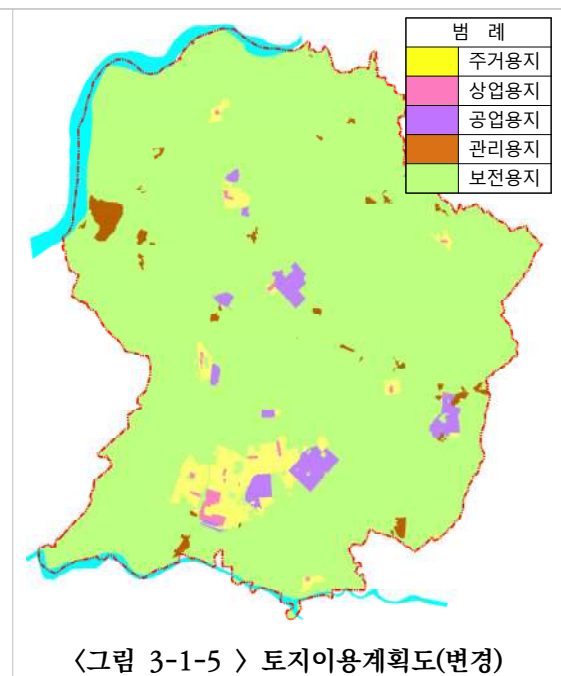 범 례
주거용지
상업용지
공업용지
관리용지
보전용지
〈그림 3-1-5 〉 토지이용계획도(변경)